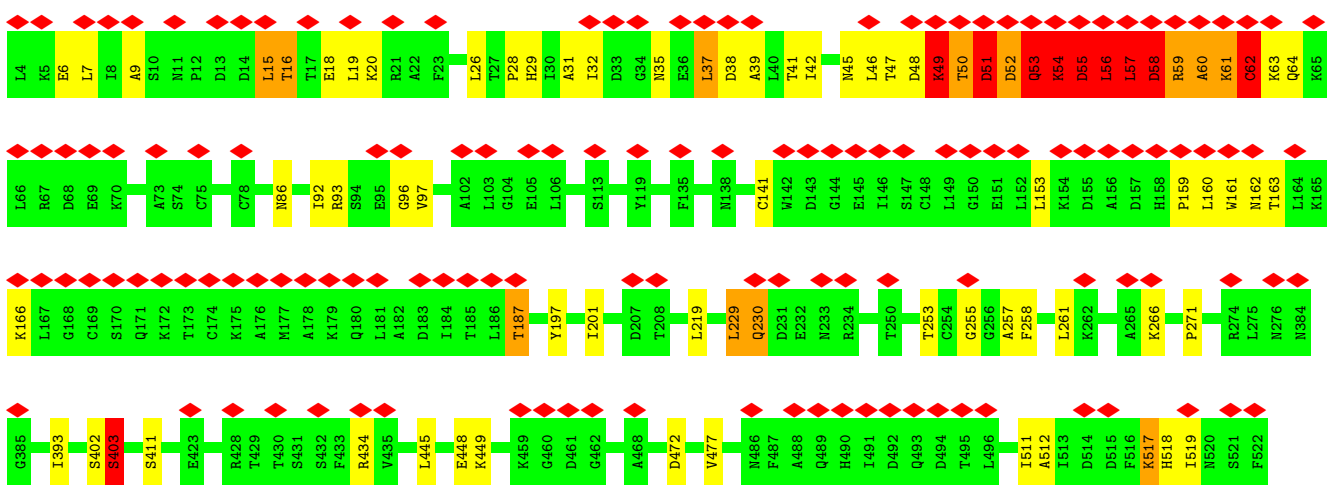 L4 K5 E6 L7 I8 A9 S10 N11 P12 D13 D14 L15 T16 T17 E18 L19 K20 R21 A22 F23 L26 T27 P28 H29 I30 A31 I32 D33 G34 N35 E36 L37 D38 A39 L40 T41 I42 N45 L46 T47 D48 K49 T50 D51 D52 Q53 K54 D55 L56 L57 D58 R59 A60 K61 C62 K63 Q64 K65
L66 R67 D68 E69 K70 A73 S74 C75 C78 N86 I92 R93 S94 E95 G96 V97 A102 L103 G104 E105 L106 S113 Y119 F135 N138 C141 W142 D143 G144 E145 I146 S147 C148 L149 G150 E151 L152 L153 K154 D155 A156 D157 H158 P159 L160 W161 N162 T163 L164 K165
K166 L167 G168 C169 S170 Q171 K172 T173 C174 K175 A176 M177 A178 K179 Q180 L181 A182 D183 I184 T185 L186 T187 Y197 I201 D207 T208 L219 L229 Q230 D231 E232 N233 R234 T250 T253 C254 G255 G256 A257 F258 L261 K262 A265 K266 P271 R274 L275 N276 N384
G385 I393 S402 S403 S411 E423 R428 T429 T430 S431 S432 F433 R434 V435 L445 E448 K449 K459 G460 D461 G462 A468 D472 V477 N486 F487 A488 Q489 H490 I491 D492 Q493 D494 T495 L496 I511 A512 I513 D514 D515 F516 K517 H518 I519 N520 S521 F522